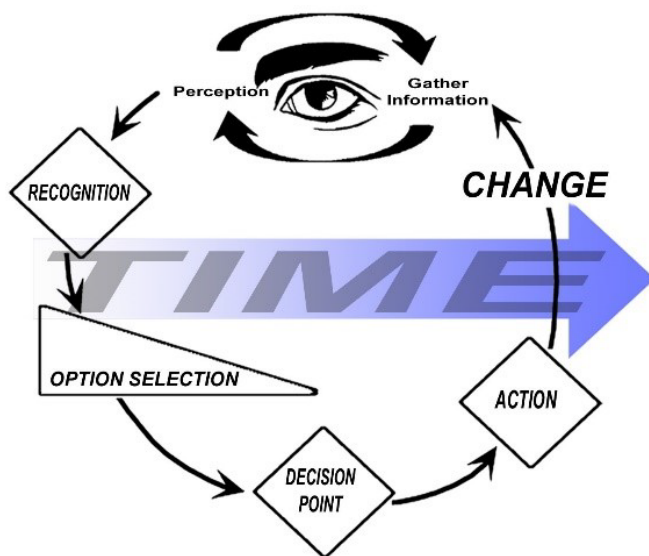 Perception
Gather
Information
RECOGNITION
CHANGE
TIME
OPTION SELECTION
ACTION
DECISION
POINT